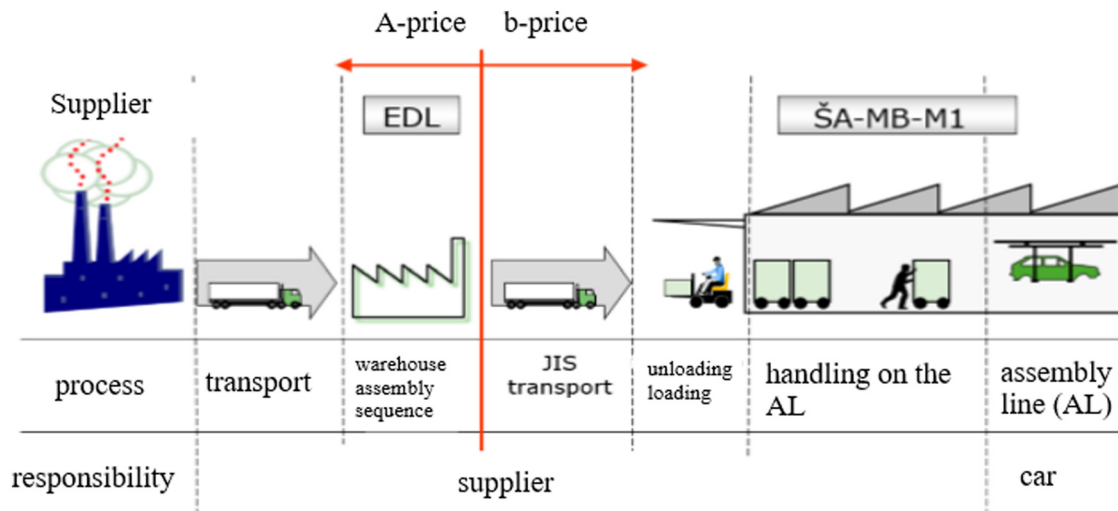 A-price b-price
Supplier
EDL
ŠA-MB-M1
process
transport
warehouse
assembly
sequence
JIS
transport
unloading
loading
handling on the
AL
assembly
line (AL)
responsibility
supplier
car